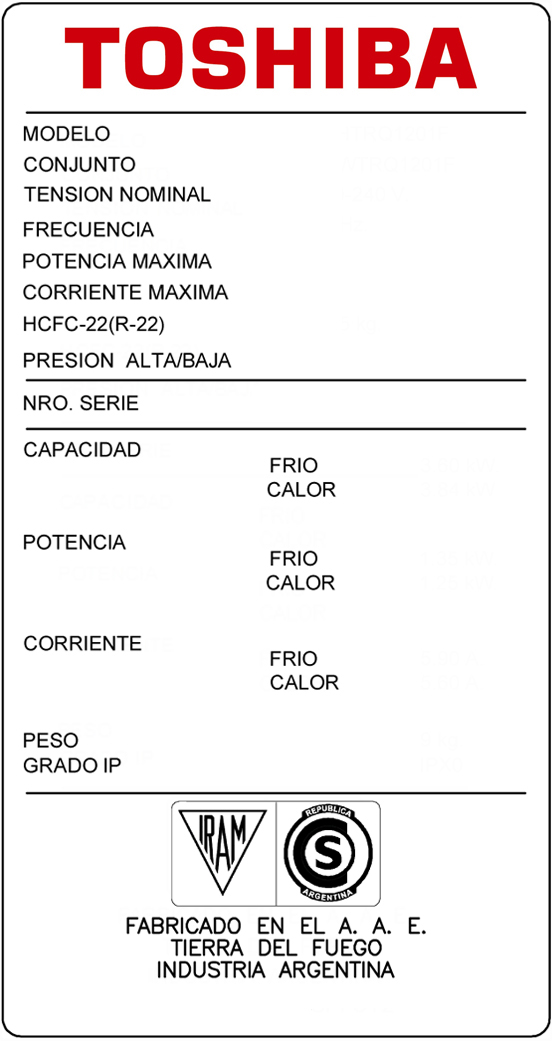 TOSHIBA
MODELO
CONJUNTO
TENSION NOMINAL
FRECUENCIA
POTENCIA MAXIMA
CORRIENTE MAXIMA
HCFC-22(R-22)
PRESION ALTA/BAJA
NRO. SERIE
CAPACIDAD
FRIO
CALOR
POTENCIA
FRIO
CALOR
CORRIENTE
FRIO
CALOR
PESO
GRADO IP
IRAM
REPUBLICA
S
ARGENTINA
FABRICADO EN EL A. A. E.
TIERRA DEL FUEGO
INDUSTRIA ARGENTINA